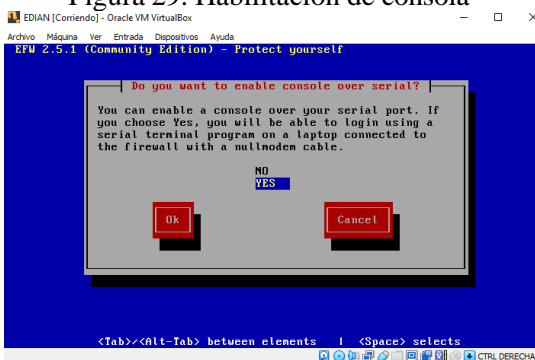 Figura 29. Habilitación de consola
EDIAN [Corriendo] - Oracle VM VirtualBox
Archivo Máquina Ver Entrada Dispositivos Ayuda
EFW 2.5.1 (Community Edition) - Protect yourself
Do you want to enable console over serial?
You can enable a console over your serial port. If
you choose Yes, you will be able to login using a
serial terminal program on a laptop connected to
the firewall with a nullmodem cable.
NO
YES
Ok Cancel
<Tab>/<Alt-Tab> between elements | <Space> selects
CTRL DERECHA